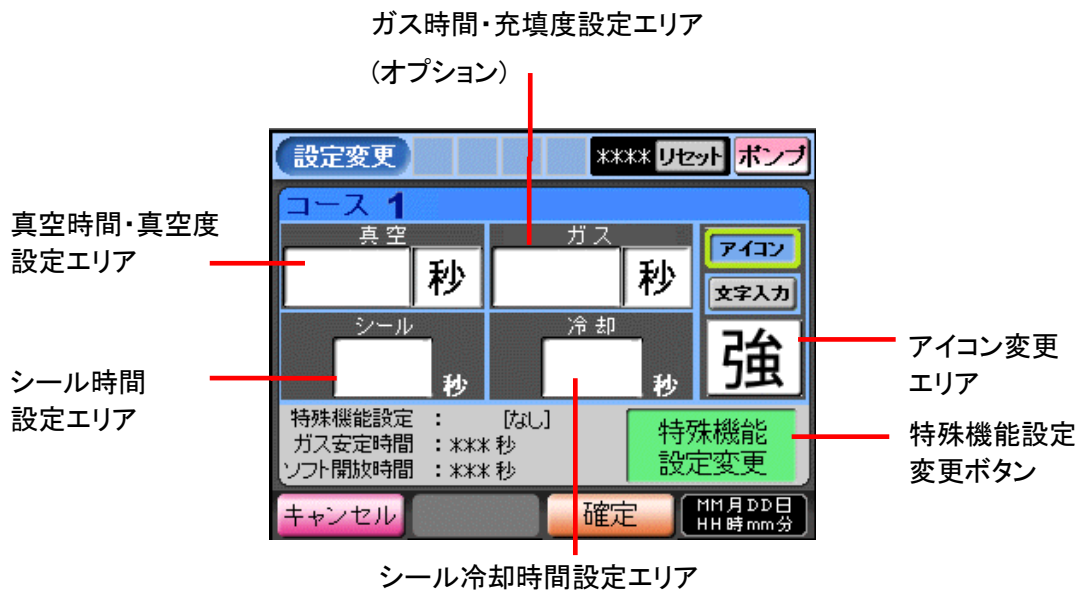 ガス時間・充填度設定エリア
(オプション)
設定変更
**** リセット ポンプ
真空時間・真空度
設定エリア
コース 1
真空
ガス
秒
秒
アイコン
文字入力
シール
冷却
秒
秒
強
アイコン変更
エリア
シール時間
設定エリア
特殊機能設定 : [なし]
ガス安定時間 : *** 秒
ソフト開放時間 : *** 秒
特殊機能
設定変更
特殊機能設定
変更ボタン
キャンセル
確定
MM月DD日
HH時mm分
シール冷却時間設定エリア